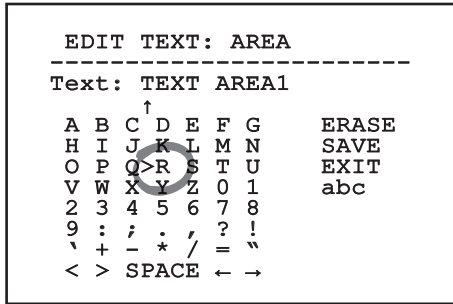 EDIT TEXT: AREA
------------------------
Text: TEXT AREA1
↑
A B C D E F G ERASE
H I J K L M N SAVE
O P Q>R S T U EXIT
V W X Y Z 0 1 abc
2 3 4 5 6 7 8
9 : ; . , ? !
‘ + - * / = “
< > SPACE ← →